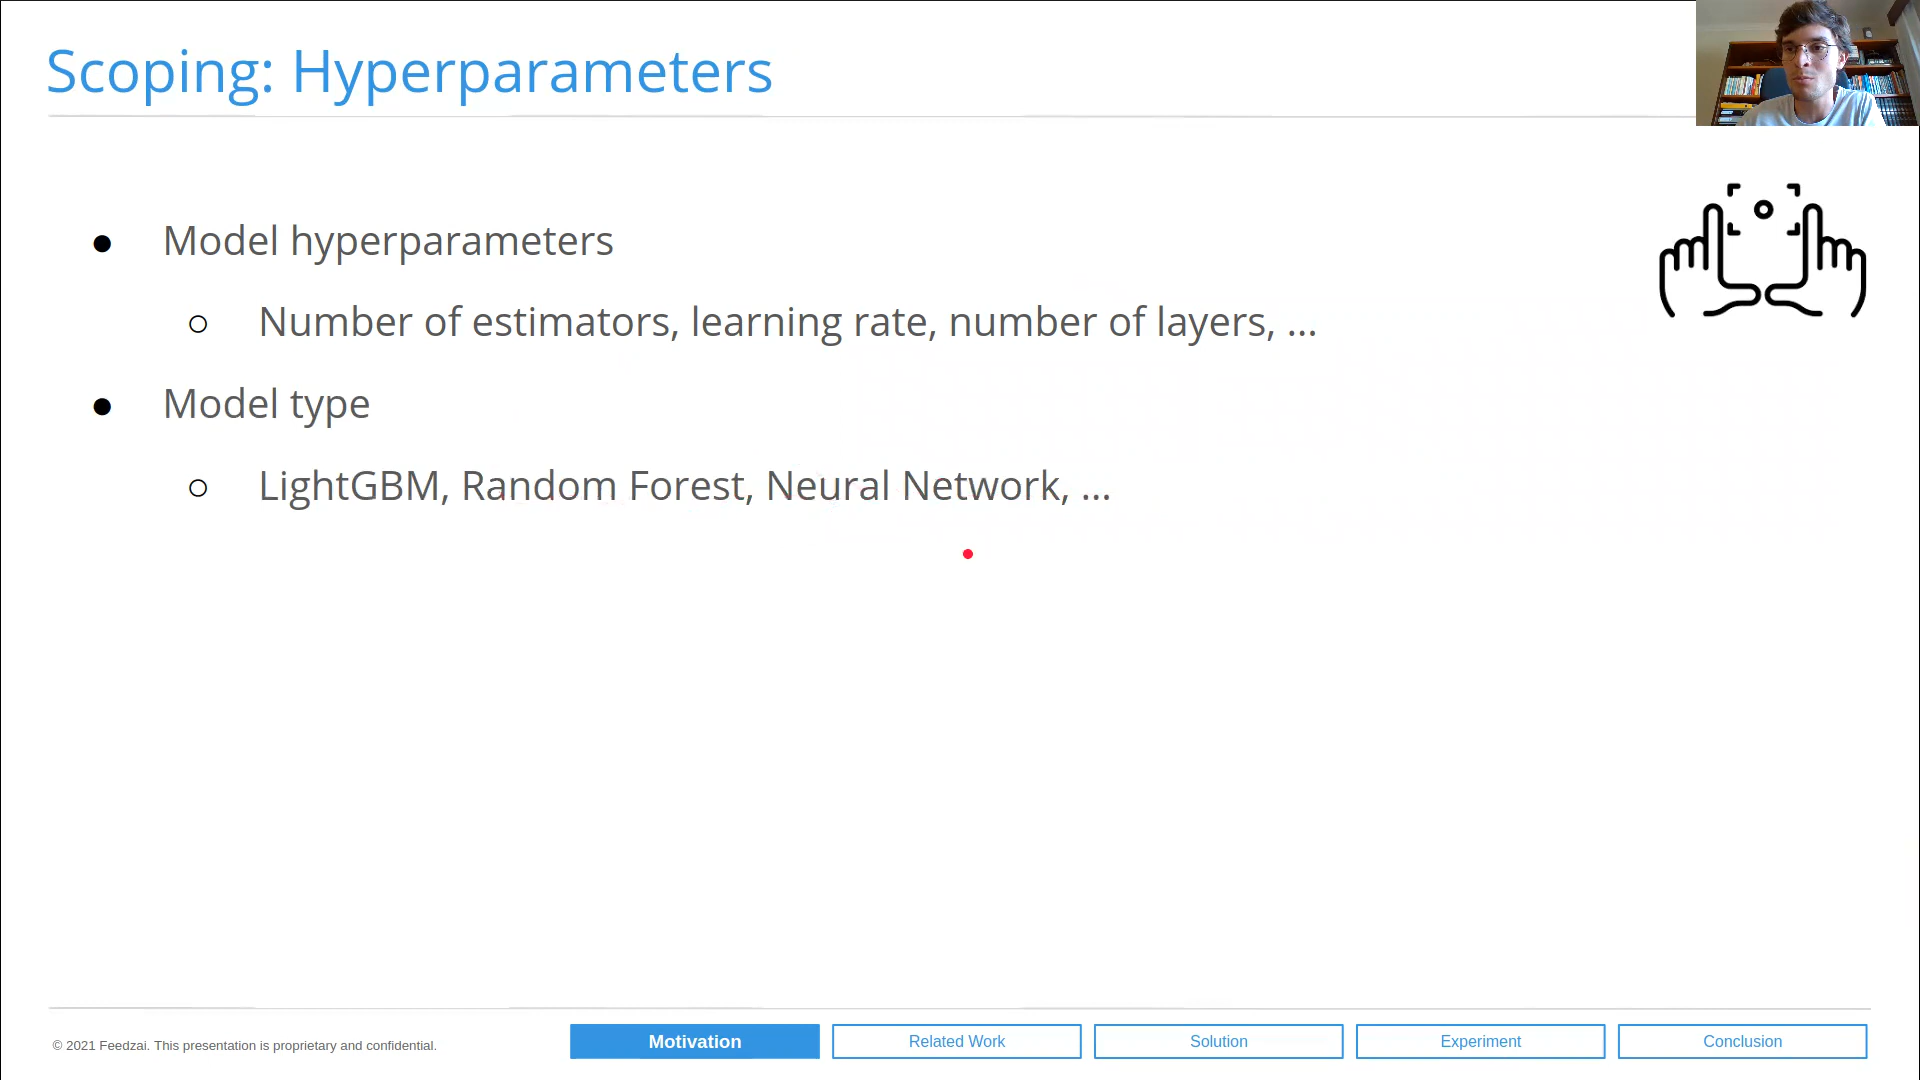 Scoping: Hyperparameters
● Model hyperparameters
○ Number of estimators, learning rate, number of layers, ...
● Model type
○ LightGBM, Random Forest, Neural Network, ...
© 2021 Feedzai. This presentation is proprietary and confidential.
Motivation
Related Work
Solution
Experiment
Conclusion